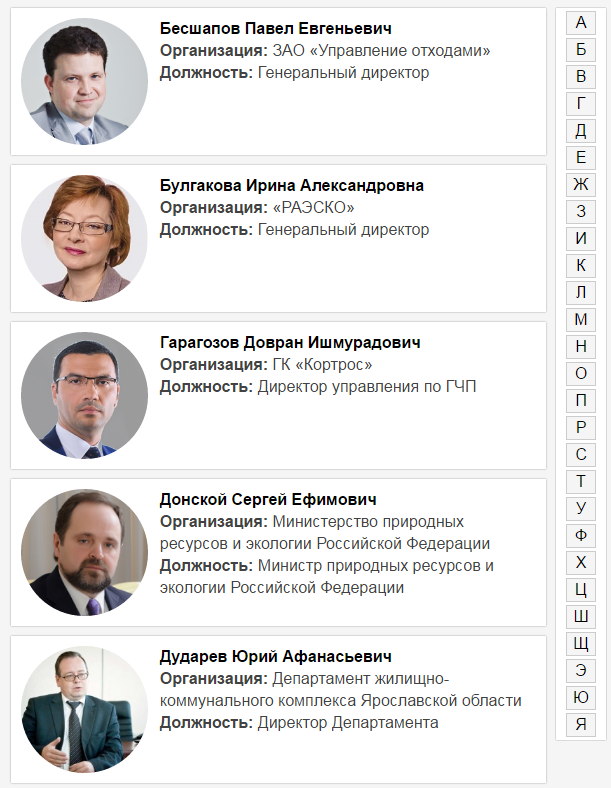 Бесшапов Павел Евгеньевич
Организация: ЗАО «Управление отходами»
Должность: Генеральный директор
Булгакова Ирина Александровна
Организация: «РАЭСКО»
Должность: Генеральный директор
Гарагозов Довран Ишмурадович
Организация: ГК «Кортрос»
Должность: Директор управления по ГЧП
Донской Сергей Ефимович
Организация: Министерство природных
ресурсов и экологии Российской Федерации
Должность: Министр природных ресурсов и
экологии Российской Федерации
Дударев Юрий Афанасьевич
Организация: Департамент жилищно-
коммунального комплекса Ярославской области
Должность: Директор Департамента
А
Б
В
Г
Д
Е
Ж
З
И
К
Л
М
Н
О
П
Р
С
Т
У
Ф
Х
Ц
Ш
Щ
Э
Ю
Я